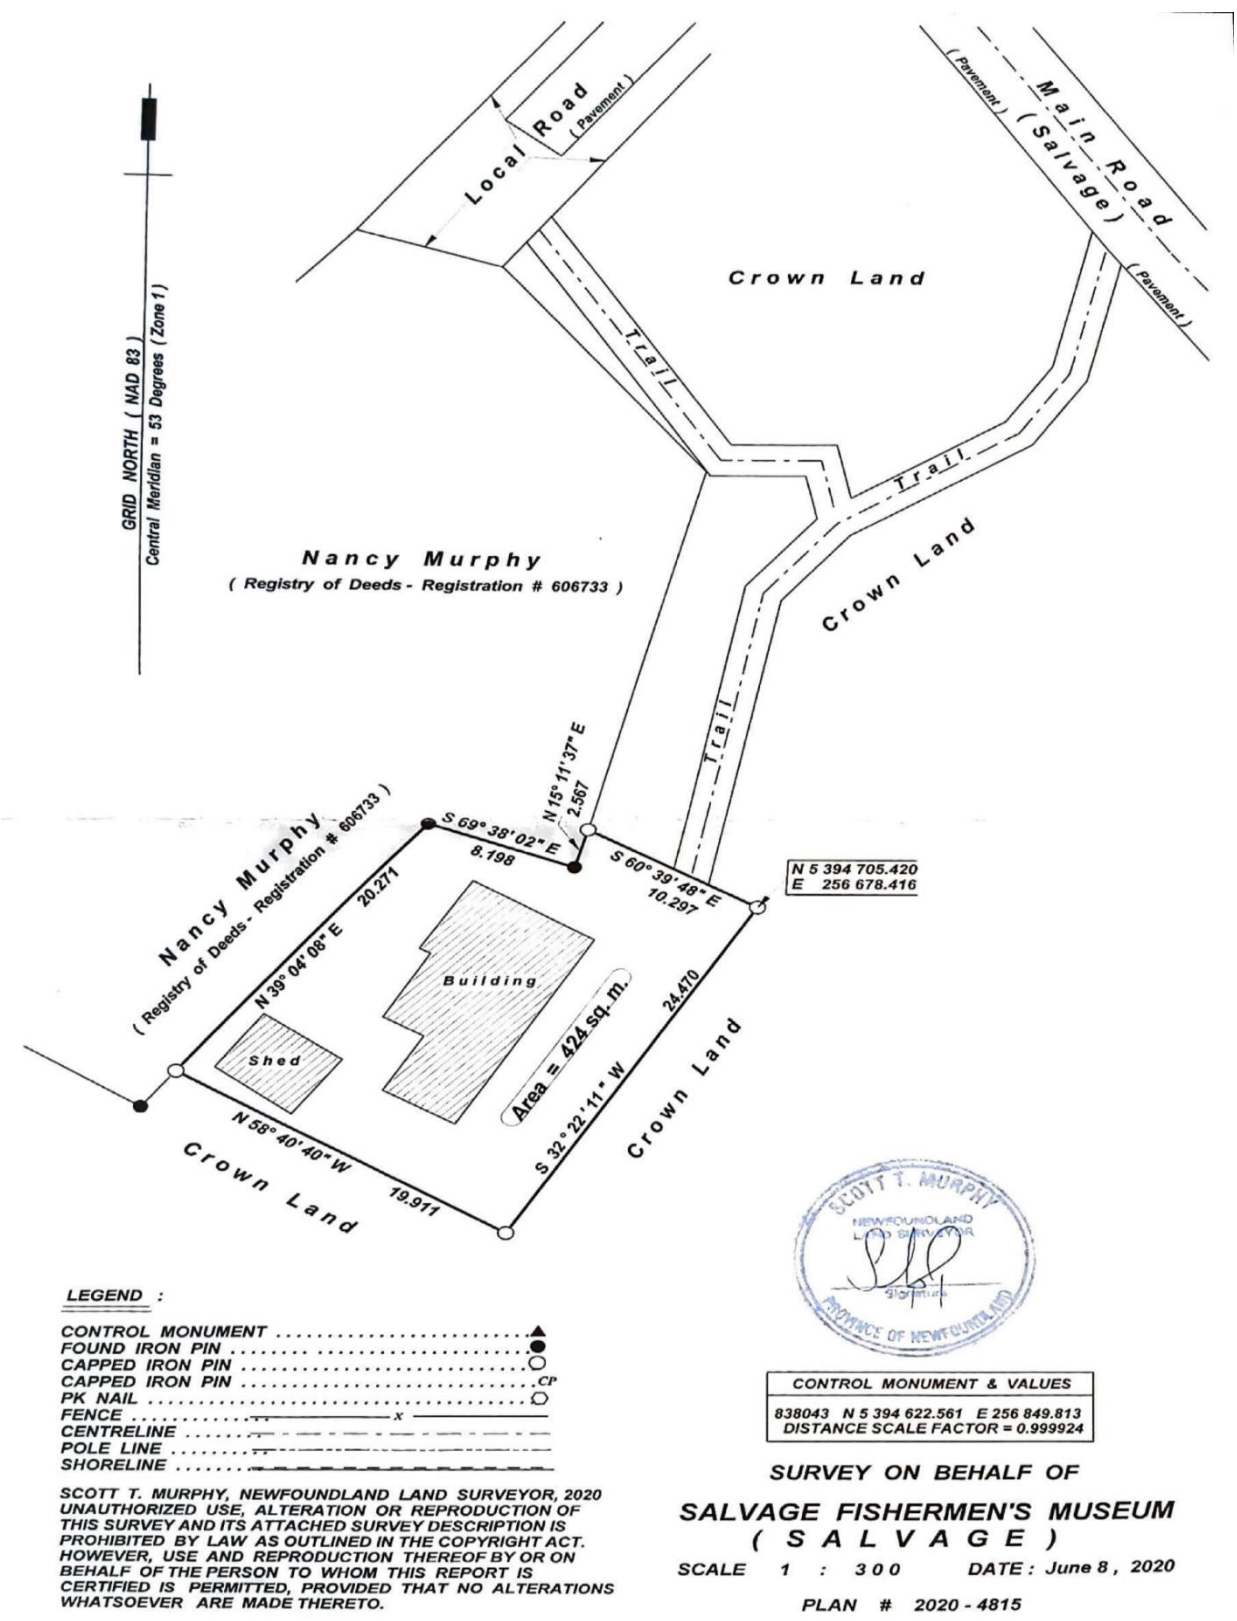 Local Road
( Pavement )
Main Road
( Salvage )
( Pavement )
( Pavement )
Crown Land
GRID NORTH ( NAD 83 )
Central Meridian = 53 Degrees ( Zone 1 )
Trail
Trail
Crown Land
Nancy Murphy
( Registry of Deeds - Registration # 606733 )
Trail
N 15° 11' 37" E
2.567
Nancy Murphy
( Registry of Deeds - Registration # 606733 )
S 69° 38' 02" E
8.198
S 60° 39' 48" E
10.297
N 5 394 705.420
E 256 678.416
N 39° 04' 08" E
20.271
Building
Shed
Area = 424 sq. m.
24.470
S 32° 22' 11" W
Crown Land
N 58° 40' 40" W
19.911
Crown Land
SCOTT T. MURPHY
NEWFOUNDLAND
LAND SURVEYOR
Signature
PROVINCE OF NEWFOUNDLAND
LEGEND :
CONTROL MONUMENT
FOUND IRON PIN
CAPPED IRON PIN
CAPPED IRON PIN CP
PK NAIL
FENCE x
CENTRELINE
POLE LINE
SHORELINE
CONTROL MONUMENT & VALUES
838043 N 5 394 622.561 E 256 849.813
DISTANCE SCALE FACTOR = 0.999924
SCOTT T. MURPHY, NEWFOUNDLAND LAND SURVEYOR, 2020
UNAUTHORIZED USE, ALTERATION OR REPRODUCTION OF
THIS SURVEY AND ITS ATTACHED SURVEY DESCRIPTION IS
PROHIBITED BY LAW AS OUTLINED IN THE COPYRIGHT ACT.
HOWEVER, USE AND REPRODUCTION THEREOF BY OR ON
BEHALF OF THE PERSON TO WHOM THIS REPORT IS
CERTIFIED IS PERMITTED, PROVIDED THAT NO ALTERATIONS
WHATSOEVER ARE MADE THERETO.
SURVEY ON BEHALF OF
SALVAGE FISHERMEN'S MUSEUM
( SALVAGE )
SCALE 1 : 300 DATE : June 8, 2020
PLAN # 2020 - 4815